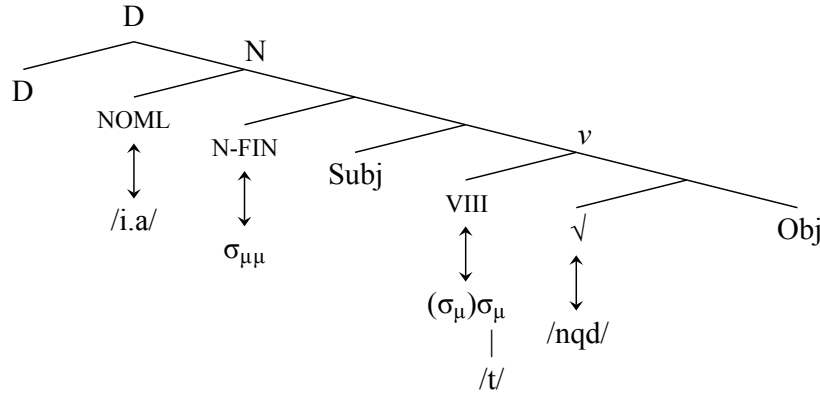 D
D
N
NOML
/i.a/
N-FIN
σμμ
Subj
v
VIII
(σμ)σμ
/t/
√
/nqd/
Obj